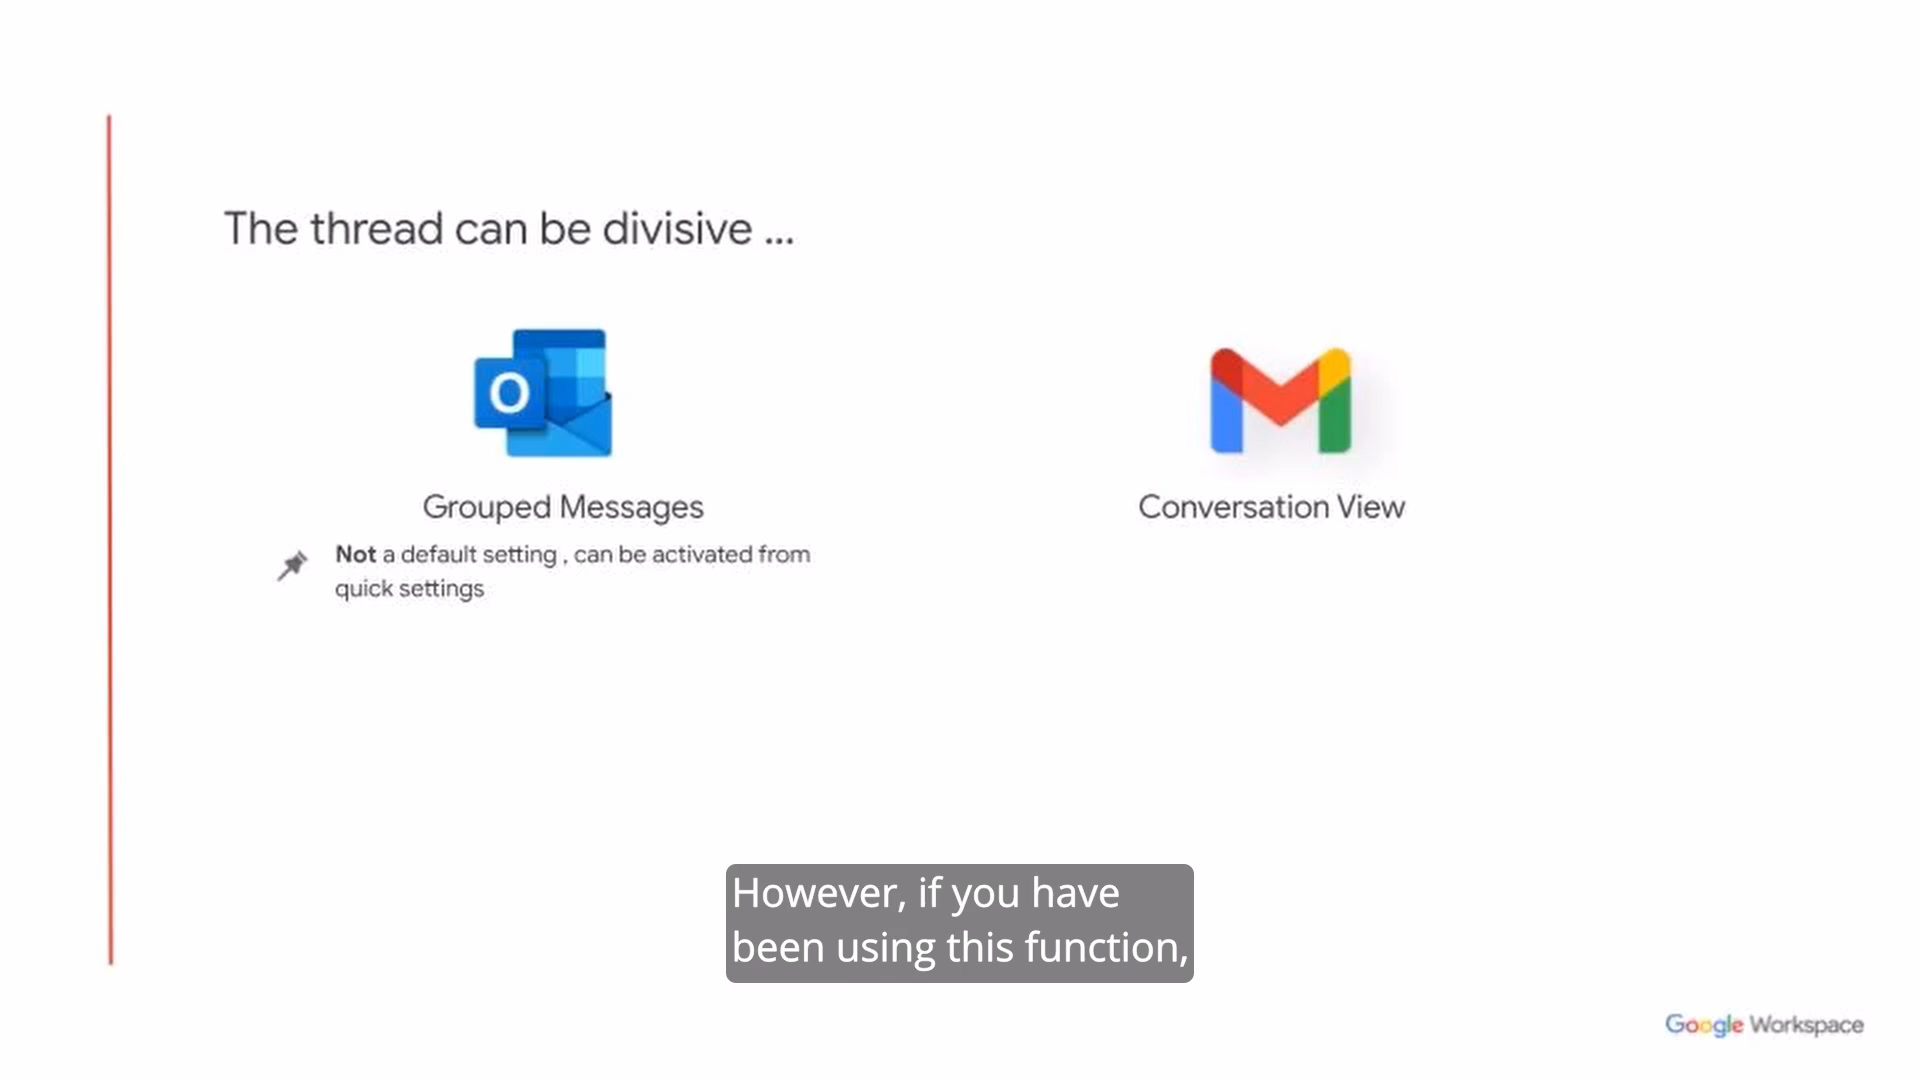 The thread can be divisive ...
O
Grouped Messages
Not a default setting , can be activated from
quick settings
Conversation View
However, if you have
been using this function,
Google Workspace